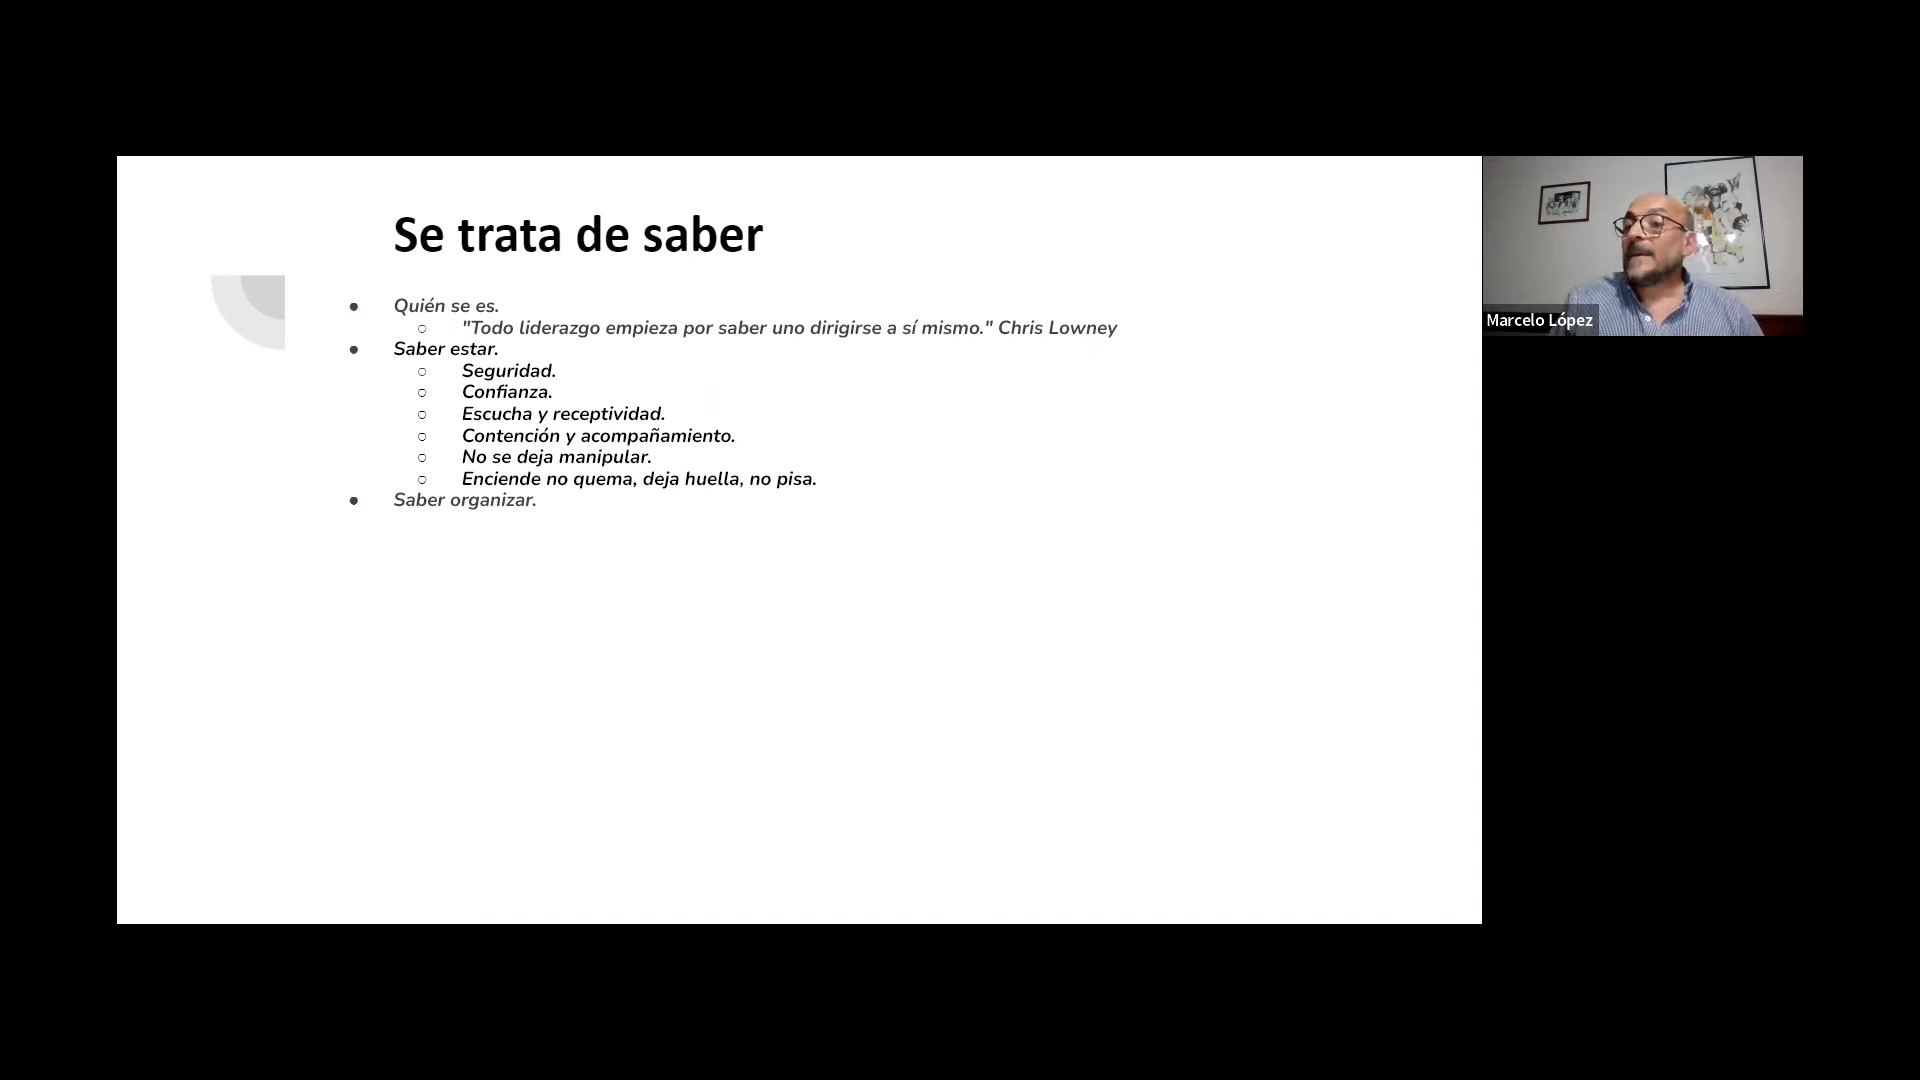 Se trata de saber
● Quién se es.
○ "Todo liderazgo empieza por saber uno dirigirse a sí mismo." Chris Lowney
● Saber estar.
○ Seguridad.
○ Confianza.
○ Escucha y receptividad.
○ Contención y acompañamiento.
○ No se deja manipular.
○ Enciende no quema, deja huella, no pisa.
● Saber organizar.
Marcelo López